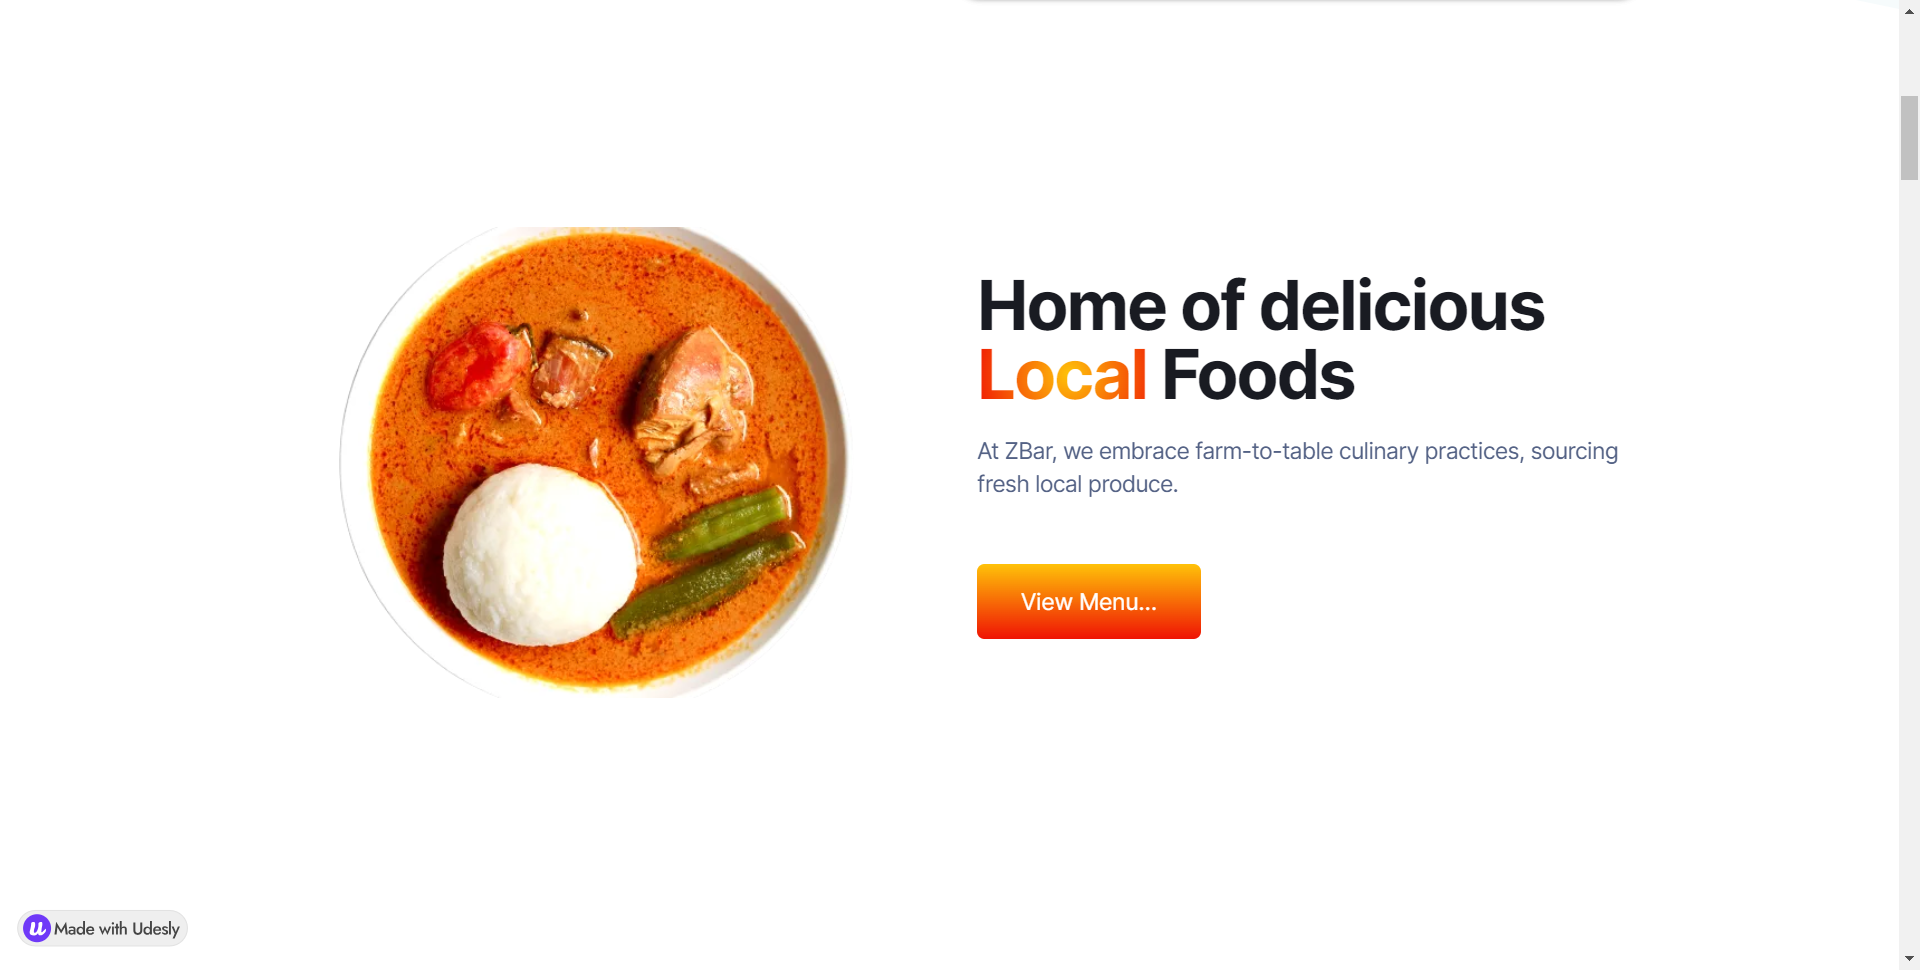 Home of delicious
Local Foods
At ZBar, we embrace farm-to-table culinary practices, sourcing
fresh local produce.
View Menu...
u Made with Udesly